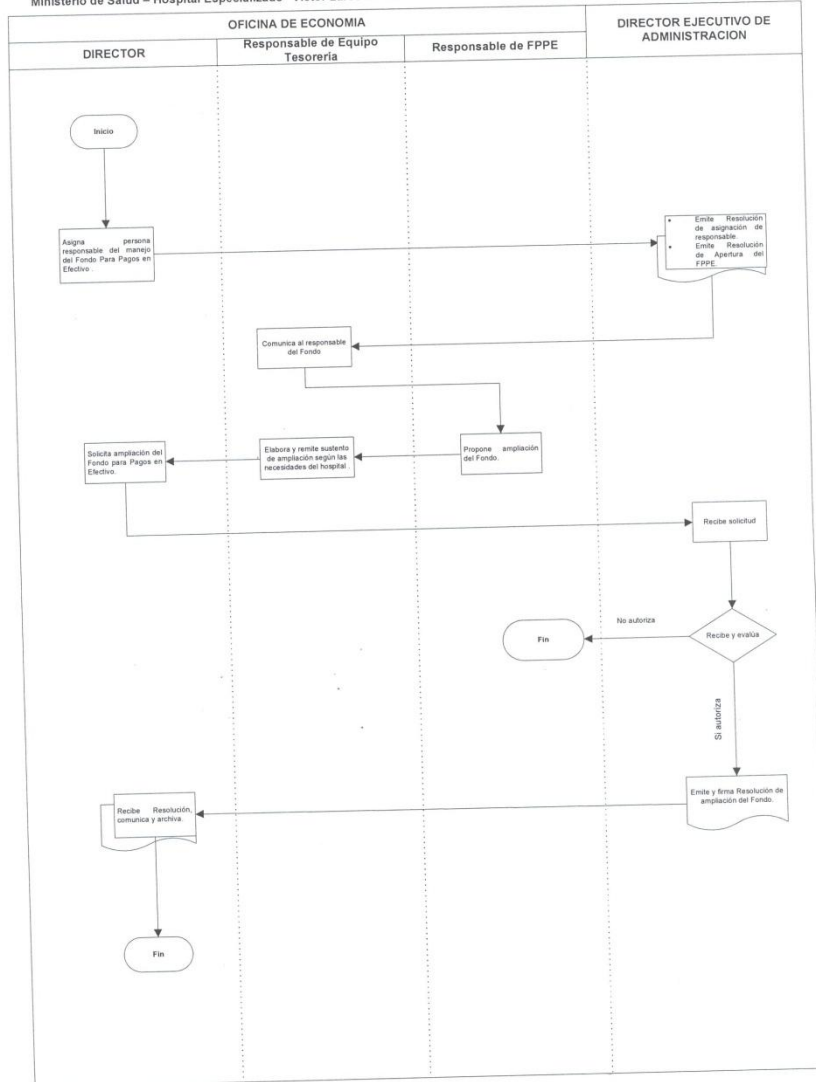 Ministerio de Salud – Hospital Especializado
OFICINA DE ECONOMIA
DIRECTOR EJECUTIVO DE
ADMINISTRACION
DIRECTOR
Responsable de Equipo
Tesoreria
Responsable de FPPE
Inicio
Asigna persona
responsable del manejo
del Fondo Para Pagos en
Efectivo .
• Emite Resolución
de asignación de
responsable.
• Emite Resolución
de Apertura del
FPPE.
Comunica al responsable
del Fondo
Solicita ampliación del
Fondo para Pagos en
Efectivo.
Elabora y remite sustento
de ampliación según las
necesidades del hospital .
Propone ampliación
del Fondo.
Recibe solicitud
No autoriza
Fin
Recibe y evalúa
Si autoriza
Recibe Resolución,
comunica y archiva.
Emite y firma Resolución de
ampliación del Fondo.
Fin